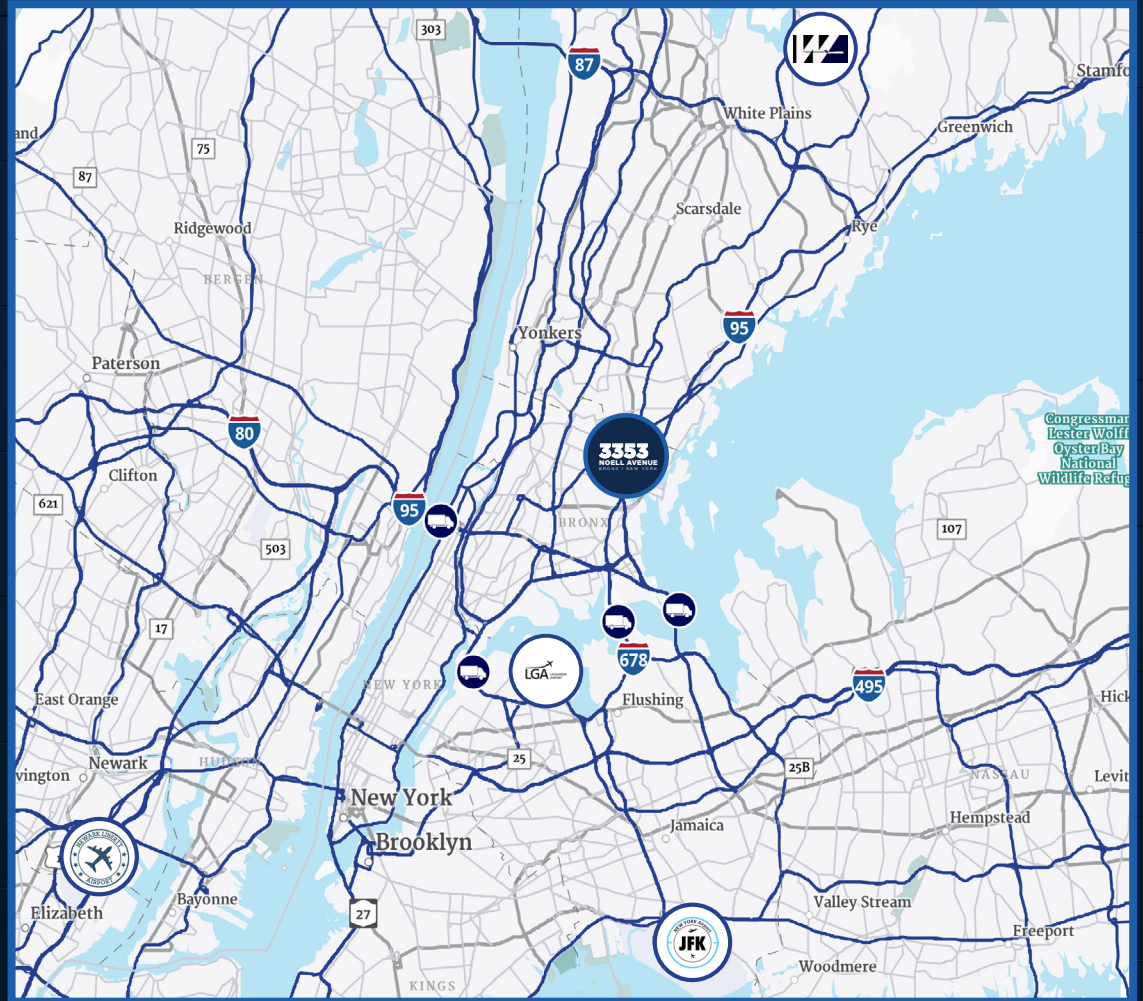 303
87
Stamfo
White Plains
Greenwich
and
75
87
Scarsdale
Ridgewood
Rye
BERGEN
95
Yonkers
Paterson
80
Congressman
Lester Wolff
Oyster Bay
National
Wildlife Refug
3353
NOELL AVENUE
BRONX | NEW YORK
Clifton
621
95
BRONX
107
503
17
678
LGA
NEW YORK
495
East Orange
Flushing
Hick
25
Newark
HUDSON
25B
vington
NASSAU
Levit
New York
Hempstead
Jamaica
Brooklyn
NEWARK LIBERTY
AIRPORT
Bayonne
Valley Stream
Elizabeth
27
Freeport
JFK
Woodmere
KINGS